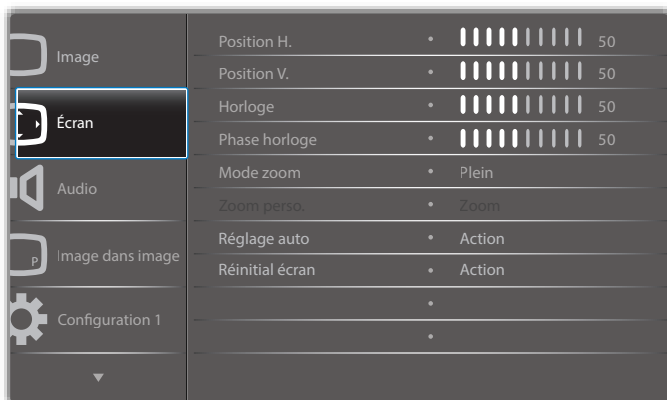 Image
Écran
Audio
P
Image dans image
Configuration 1
Position H. • 50
Position V. • 50
Horloge • 50
Phase horloge • 50
Mode zoom • Plein
Zoom perso. • Zoom
Réglage auto • Action
Réinitial écran • Action
•
•